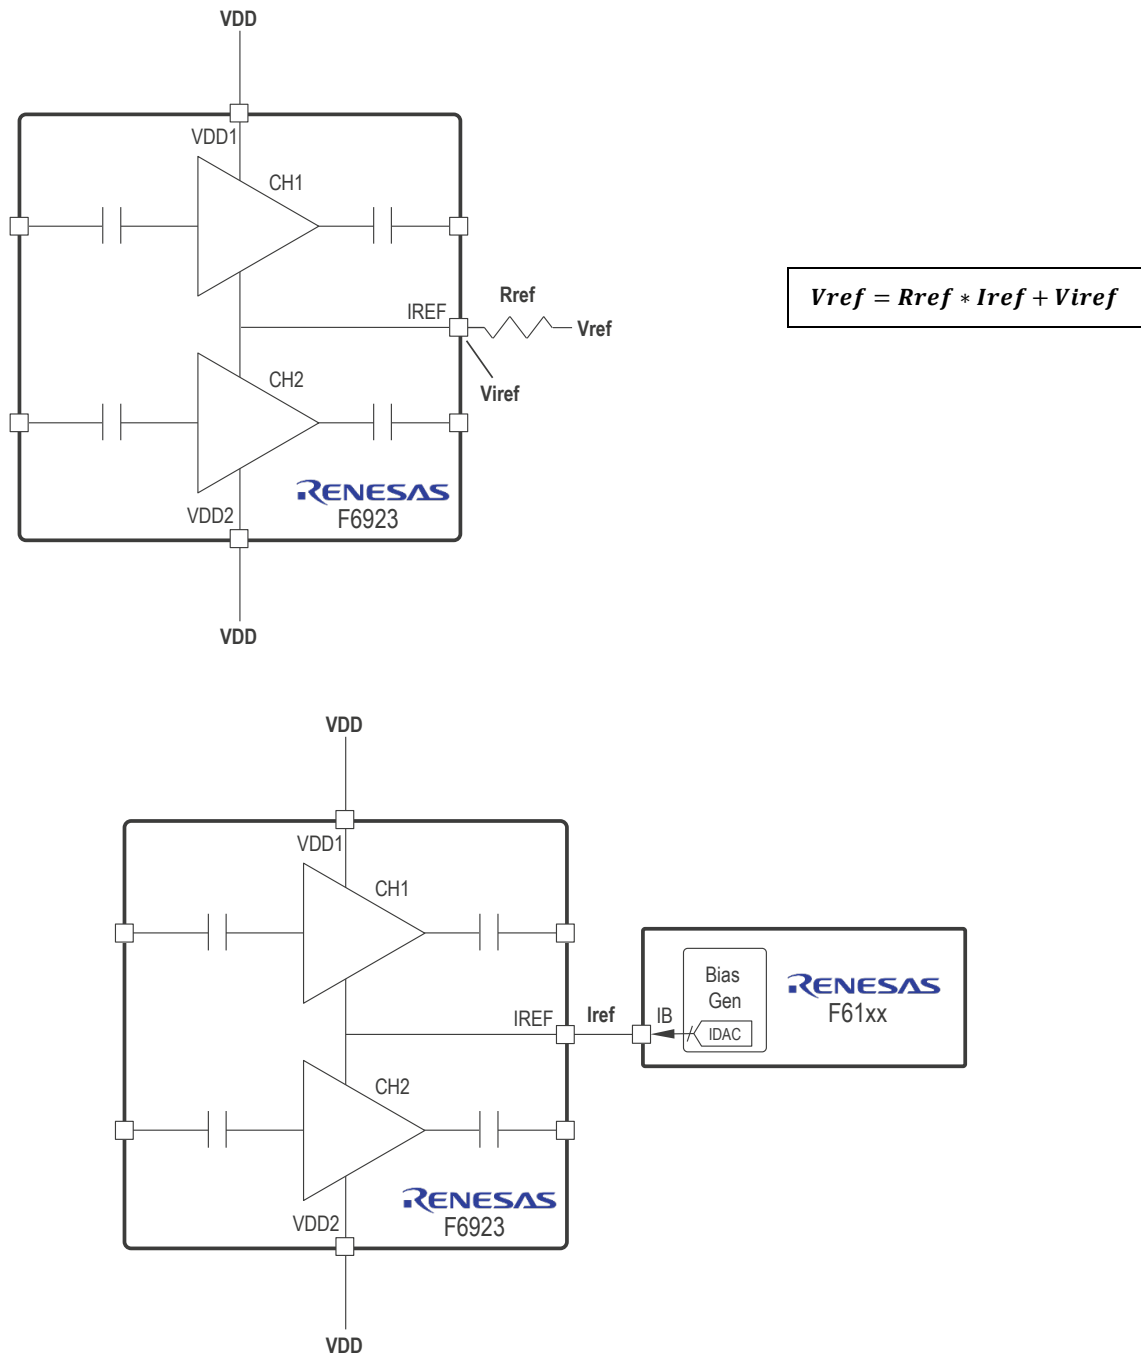 VDD
VDD1
CH1
IREF
Rref
Vref
Viref
Vref = Rref * Iref + Viref
CH2
RENESAS
F6923
VDD2
VDD
VDD
VDD1
CH1
IREF
Iref
IB
Bias
Gen
IDAC
RENESAS
F61xx
CH2
RENESAS
F6923
VDD2
VDD